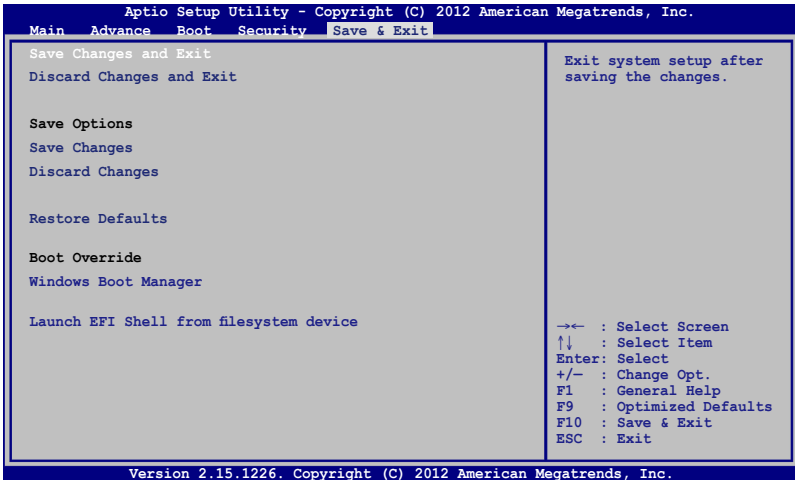 Aptio Setup Utility - Copyright (C) 2012 American Megatrends, Inc.
Main Advance Boot Security Save & Exit
Save Changes and Exit
Discard Changes and Exit
Save Options
Save Changes
Discard Changes
Restore Defaults
Boot Override
Windows Boot Manager
Launch EFI Shell from filesystem device
Exit system setup after
saving the changes.
→← : Select Screen
↑↓ : Select Item
Enter: Select
+/— : Change Opt.
F1 : General Help
F9 : Optimized Defaults
F10 : Save & Exit
ESC : Exit
Version 2.15.1226. Copyright (C) 2012 American Megatrends, Inc.